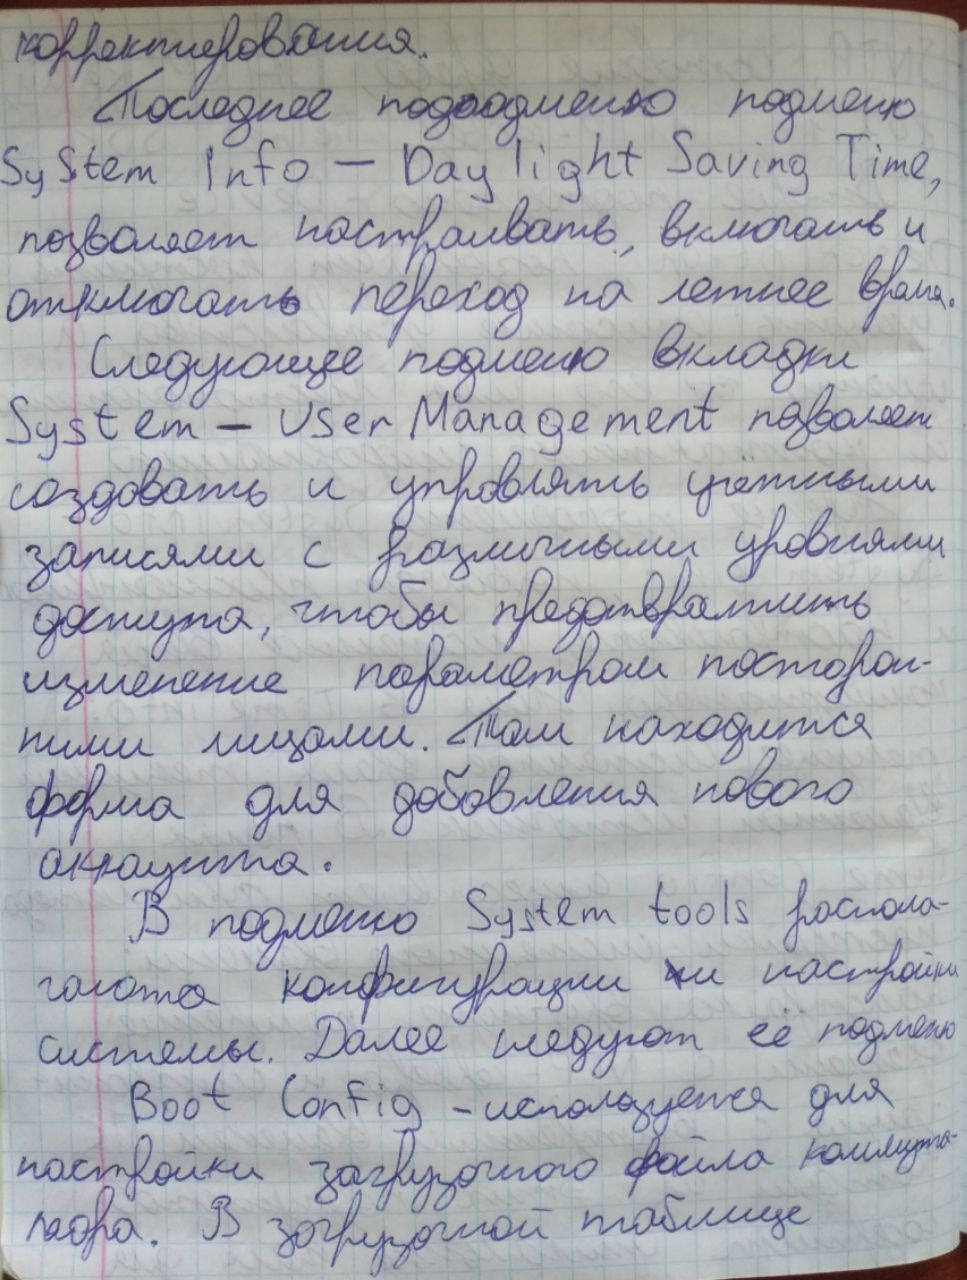 корректирования.
Последнее подподменю подменю
System Info — Daylight Saving Time,
позволяет настраивать, включать и
отключать переход на летнее время.
Следующее подменю вкладки
System — User Management позволяет
создовать и управлять учётными
записями с различными уровнями
доступа, чтобы предотвратить
изменение параметром посторон-
ними лицами. Там находится
форма для добавления нового
аккаунта.
В подменю System tools распола-
гаются конфигурации и настройки
системы. Далее следуют её подменю
Boot Config - используется для
настройки загрузочного файла коммута-
тора. В загрузочной таблице